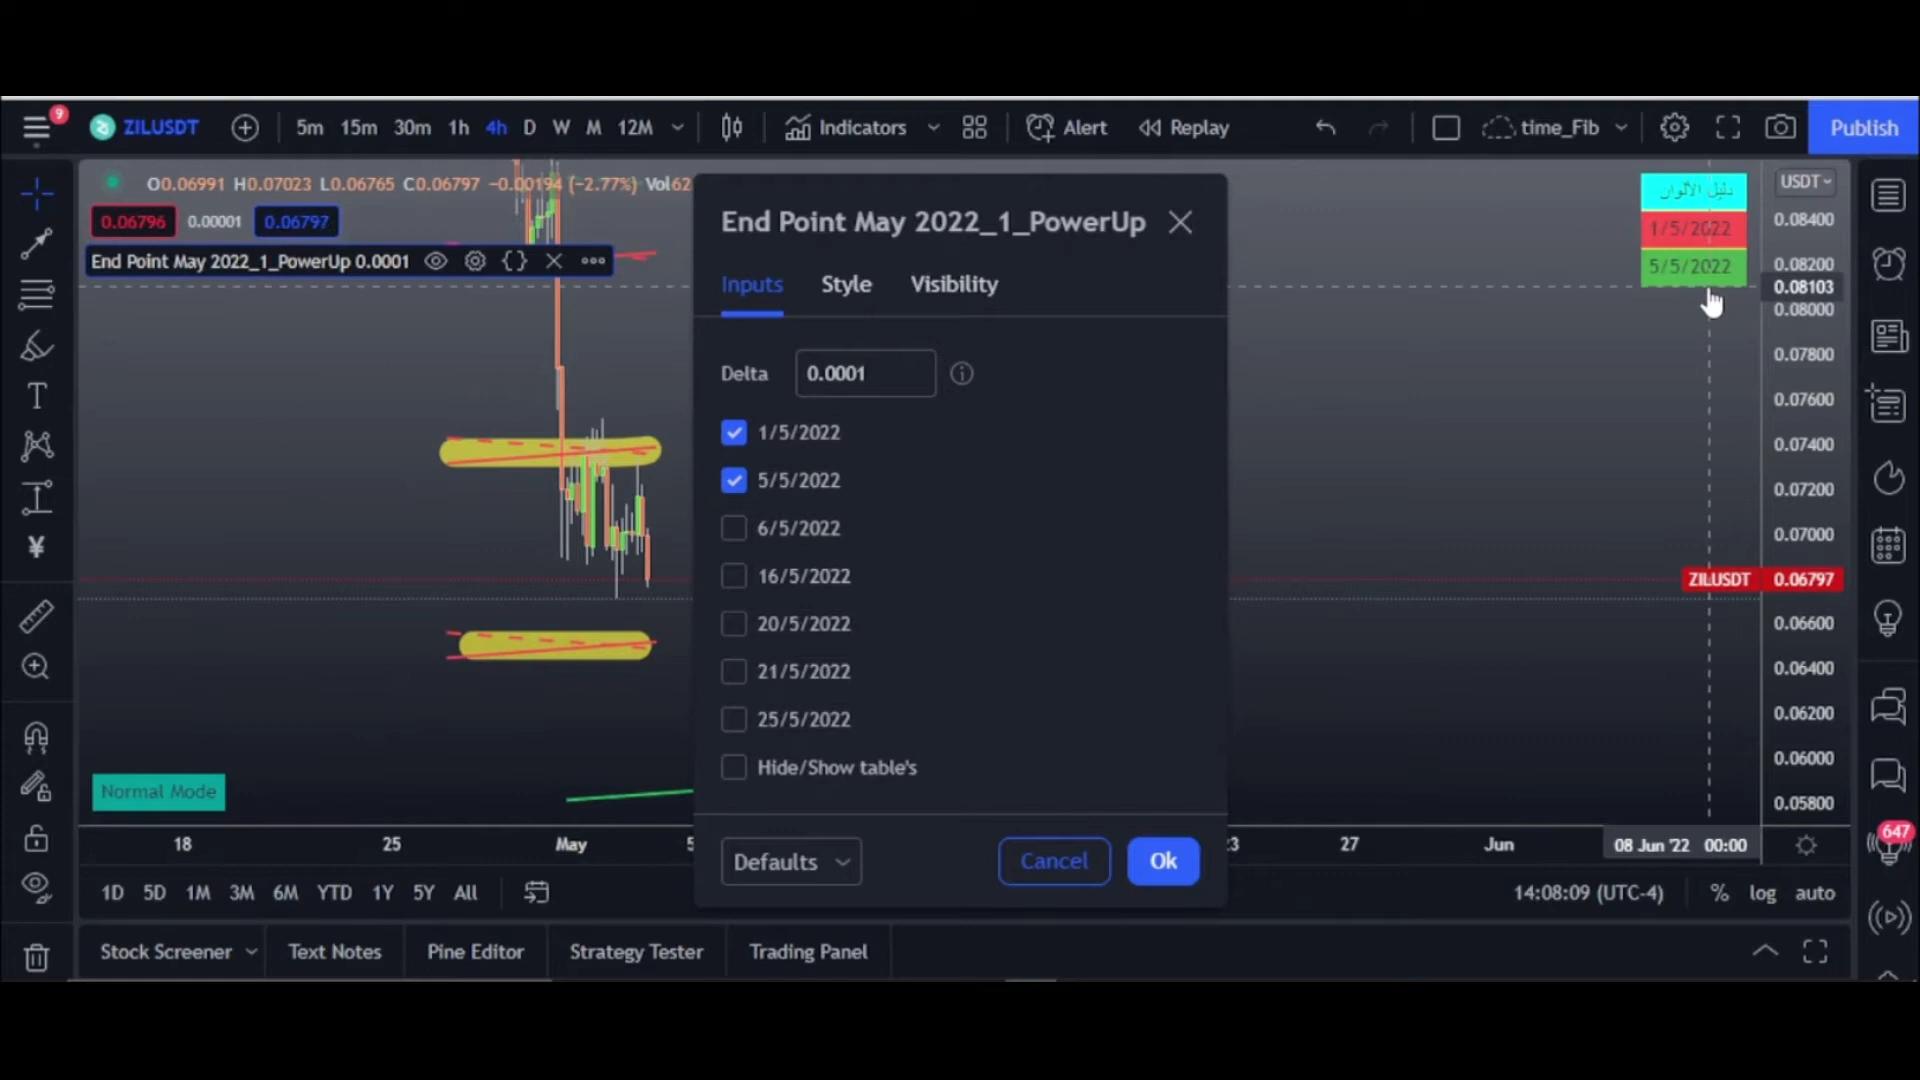 9 ZILUSDT 5m 15m 30m 1h 4h D W M 12M Indicators Alert Replay time_Fib Publish
O0.06991 H0.07023 L0.06765 C0.06797 −0.00194 (−2.77%) Vol62
0.06796 0.00001 0.06797
End Point May 2022_1_PowerUp 0.0001
End Point May 2022_1_PowerUp
Inputs Style Visibility
Delta 0.0001
1/5/2022
5/5/2022
6/5/2022
16/5/2022
20/5/2022
21/5/2022
25/5/2022
Hide/Show table's
Defaults Cancel Ok
دليل الألوان
1/5/2022
5/5/2022
USDT
0.08400
0.08200
0.08103
0.08000
0.07800
0.07600
0.07400
0.07200
0.07000
ZILUSDT 0.06797
0.06600
0.06400
0.06200
0.06000
0.05800
Normal Mode
18 25 May 5 23 27 Jun 08 Jun '22 00:00
647
1D 5D 1M 3M 6M YTD 1Y 5Y All 14:08:09 (UTC-4) % log auto
Stock Screener Text Notes Pine Editor Strategy Tester Trading Panel